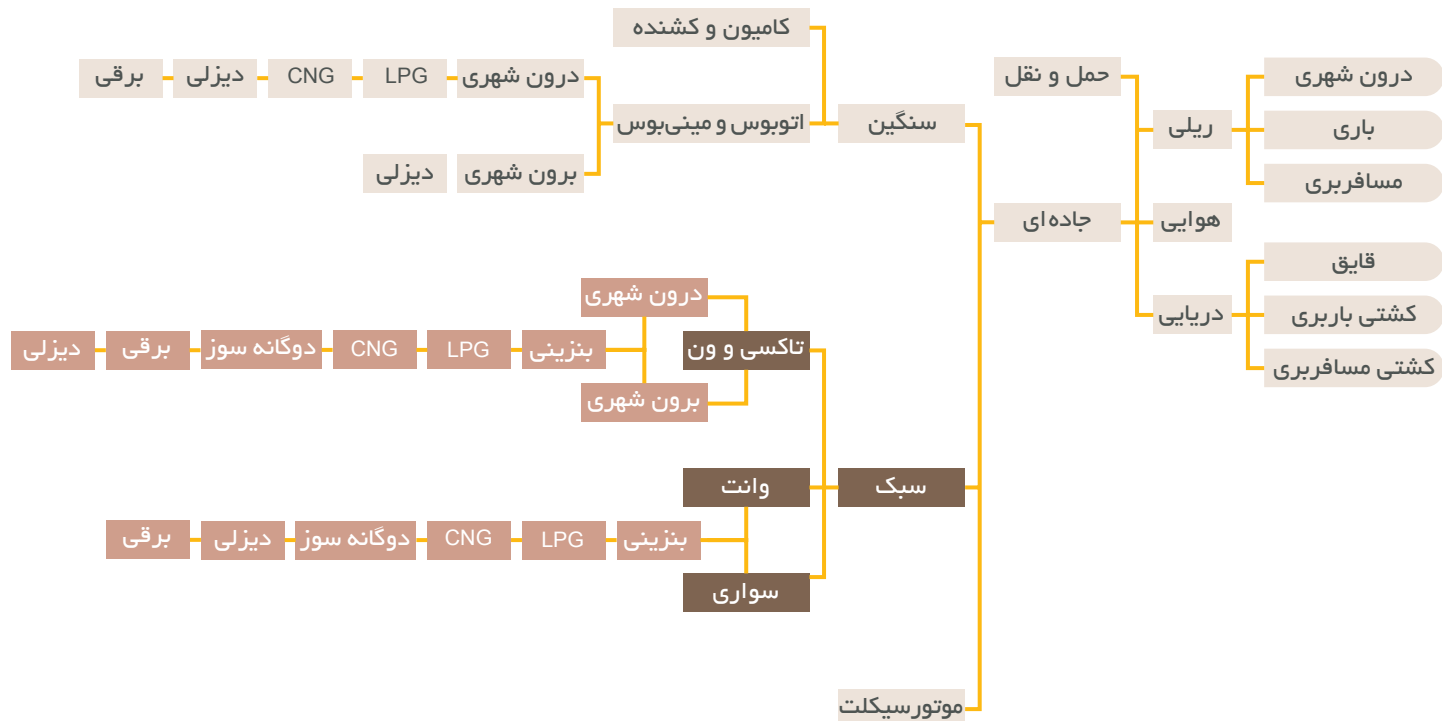 حمل و نقل
ریلی
درون شهری
باری
مسافربری
هوایی
دریایی
قایق
کشتی باربری
کشتی مسافربری
جاده‌ای
سنگین
کامیون و کشنده
اتوبوس و مینی‌بوس
درون شهری
LPG
CNG
دیزلی
برقی
برون شهری
دیزلی
سبک
تاکسی و ون
درون شهری
برون شهری
بنزینی
LPG
CNG
دوگانه سوز
برقی
دیزلی
وانت
سواری
بنزینی
LPG
CNG
دوگانه سوز
دیزلی
برقی
موتورسیکلت